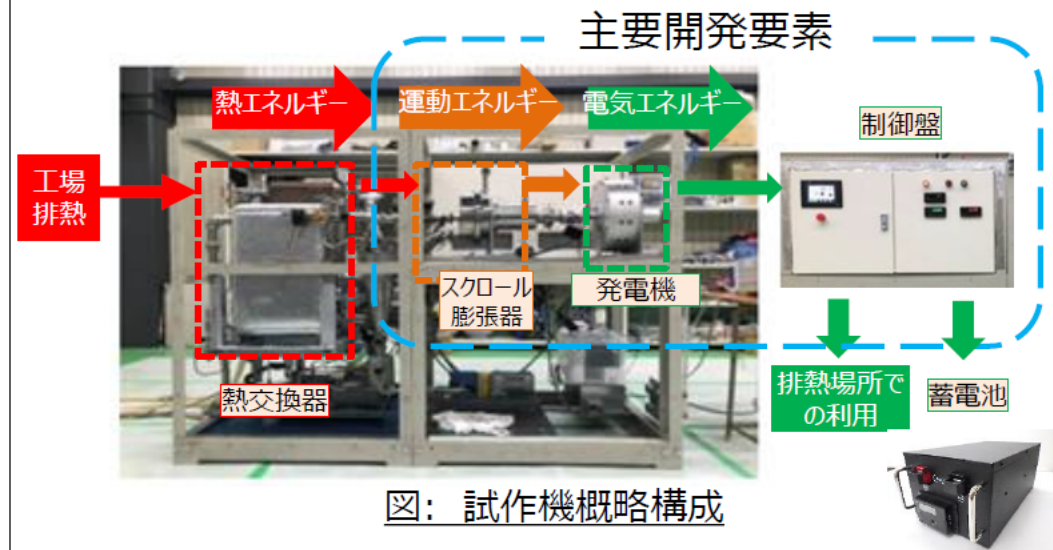 主要開発要素
熱エネルギー
運動エネルギー
電気エネルギー
制御盤
工場
排熱
スクロール
膨張器
発電機
熱交換器
排熱場所で
の利用
蓄電池
図： 試作機概略構成